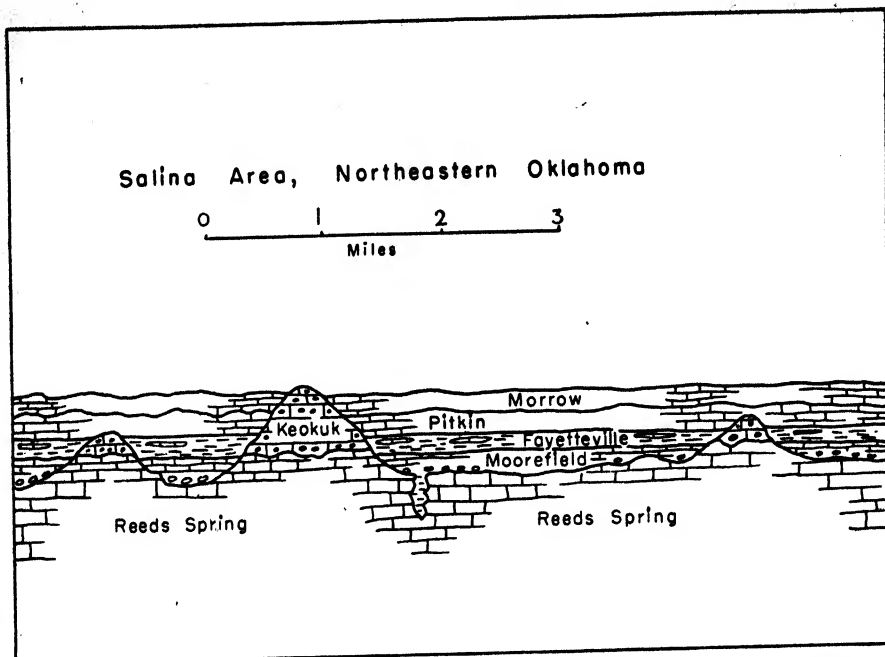 Salina Area, Northeastern Oklahoma
0 1 2 3
Miles
Morrow
Pitkin
Keokuk
Fayetteville
Moorefield
Reeds Spring
Reeds Spring